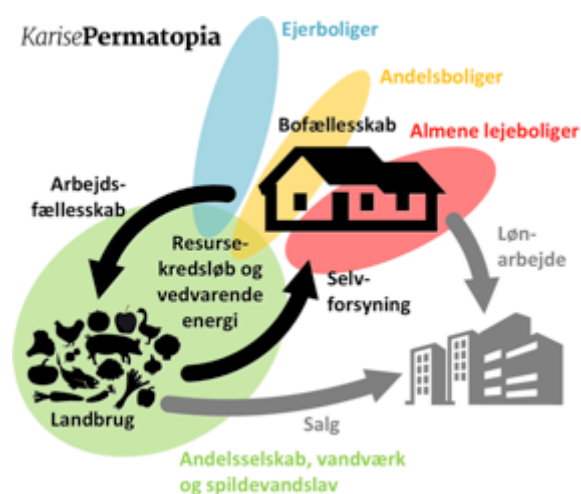 KarisePermatopia
Ejerboliger
Andelsboliger
Bofællesskab
Almene lejeboliger
Arbejds-
fællesskab
Resurse-
kredsløb og
vedvarende
energi
Selv-
forsyning
Løn-
arbejde
Landbrug
Salg
Andelsselskab, vandværk
og spildevandslav